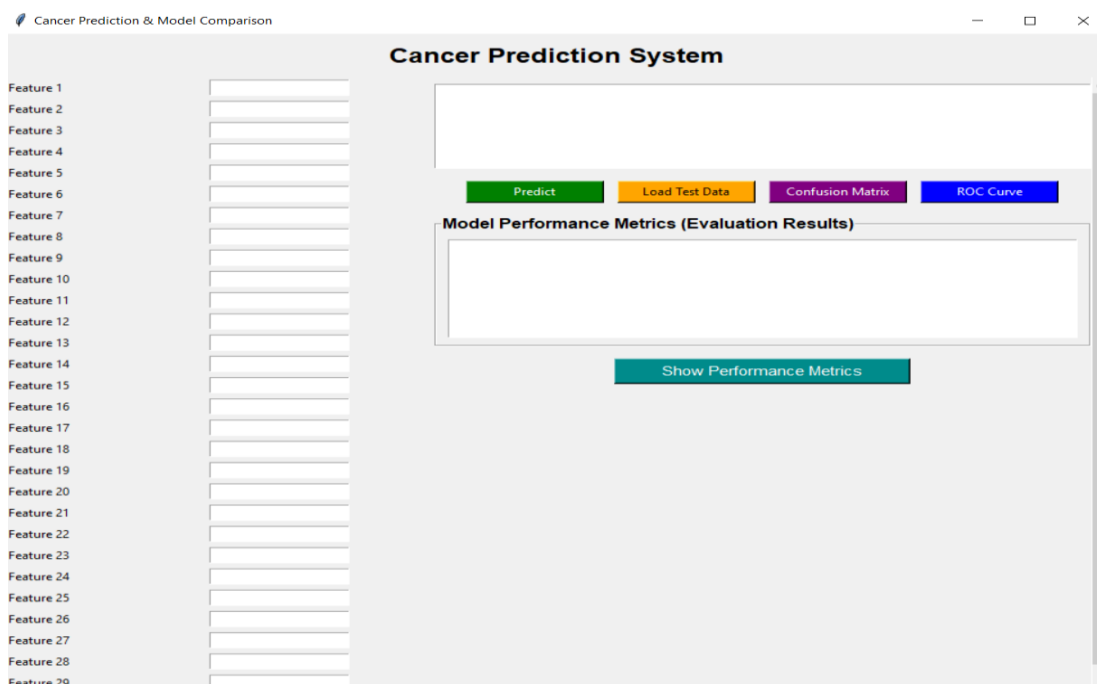 Cancer Prediction & Model Comparison
Cancer Prediction System
Feature 1
Feature 2
Feature 3
Feature 4
Feature 5
Feature 6
Feature 7
Feature 8
Feature 9
Feature 10
Feature 11
Feature 12
Feature 13
Feature 14
Feature 15
Feature 16
Feature 17
Feature 18
Feature 19
Feature 20
Feature 21
Feature 22
Feature 23
Feature 24
Feature 25
Feature 26
Feature 27
Feature 28
Feature 29
Predict Load Test Data Confusion Matrix ROC Curve
Model Performance Metrics (Evaluation Results)
Show Performance Metrics